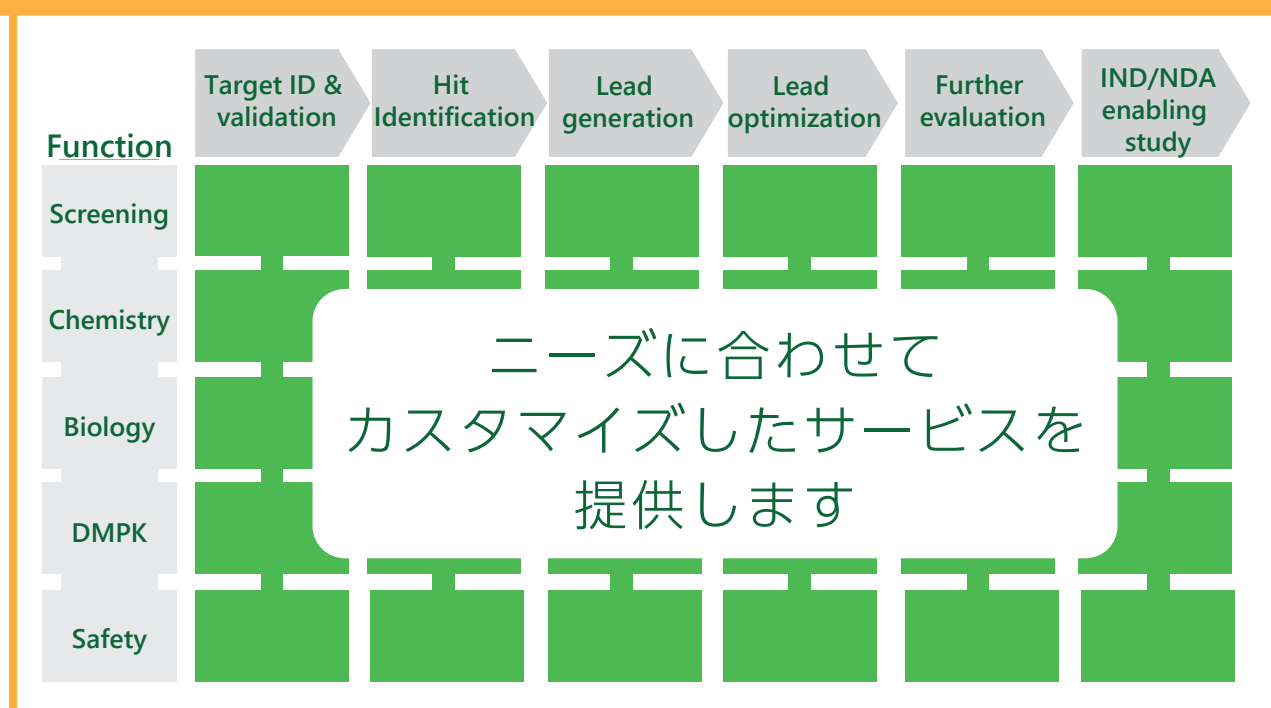 Target ID &
validation
Hit
Identification
Lead
generation
Lead
optimization
Further
evaluation
IND/NDA
enabling
study
Function
Screening
Chemistry
Biology
DMPK
Safety
ニーズに合わせて
カスタマイズしたサービスを
提供します